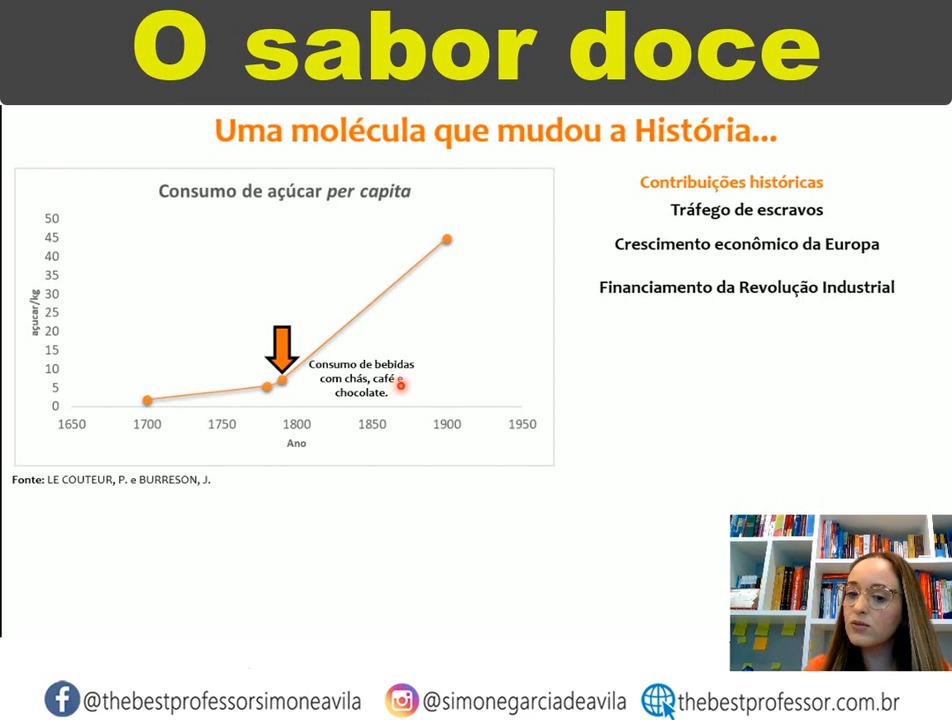 O sabor doce
Uma molécula que mudou a História...
Consumo de açúcar per capita
açucar/kg
50
45
40
35
30
25
20
15
10
5
0
Consumo de bebidas
com chás, café e
chocolate.
1650 1700 1750 1800 1850 1900 1950
Ano
Fonte: LE COUTEUR, P. e BURRESON, J.
Contribuições históricas
Tráfego de escravos
Crescimento econômico da Europa
Financiamento da Revolução Industrial
@thebestprofessorsimoneavila @simonegarciadeavila thebestprofessor.com.br